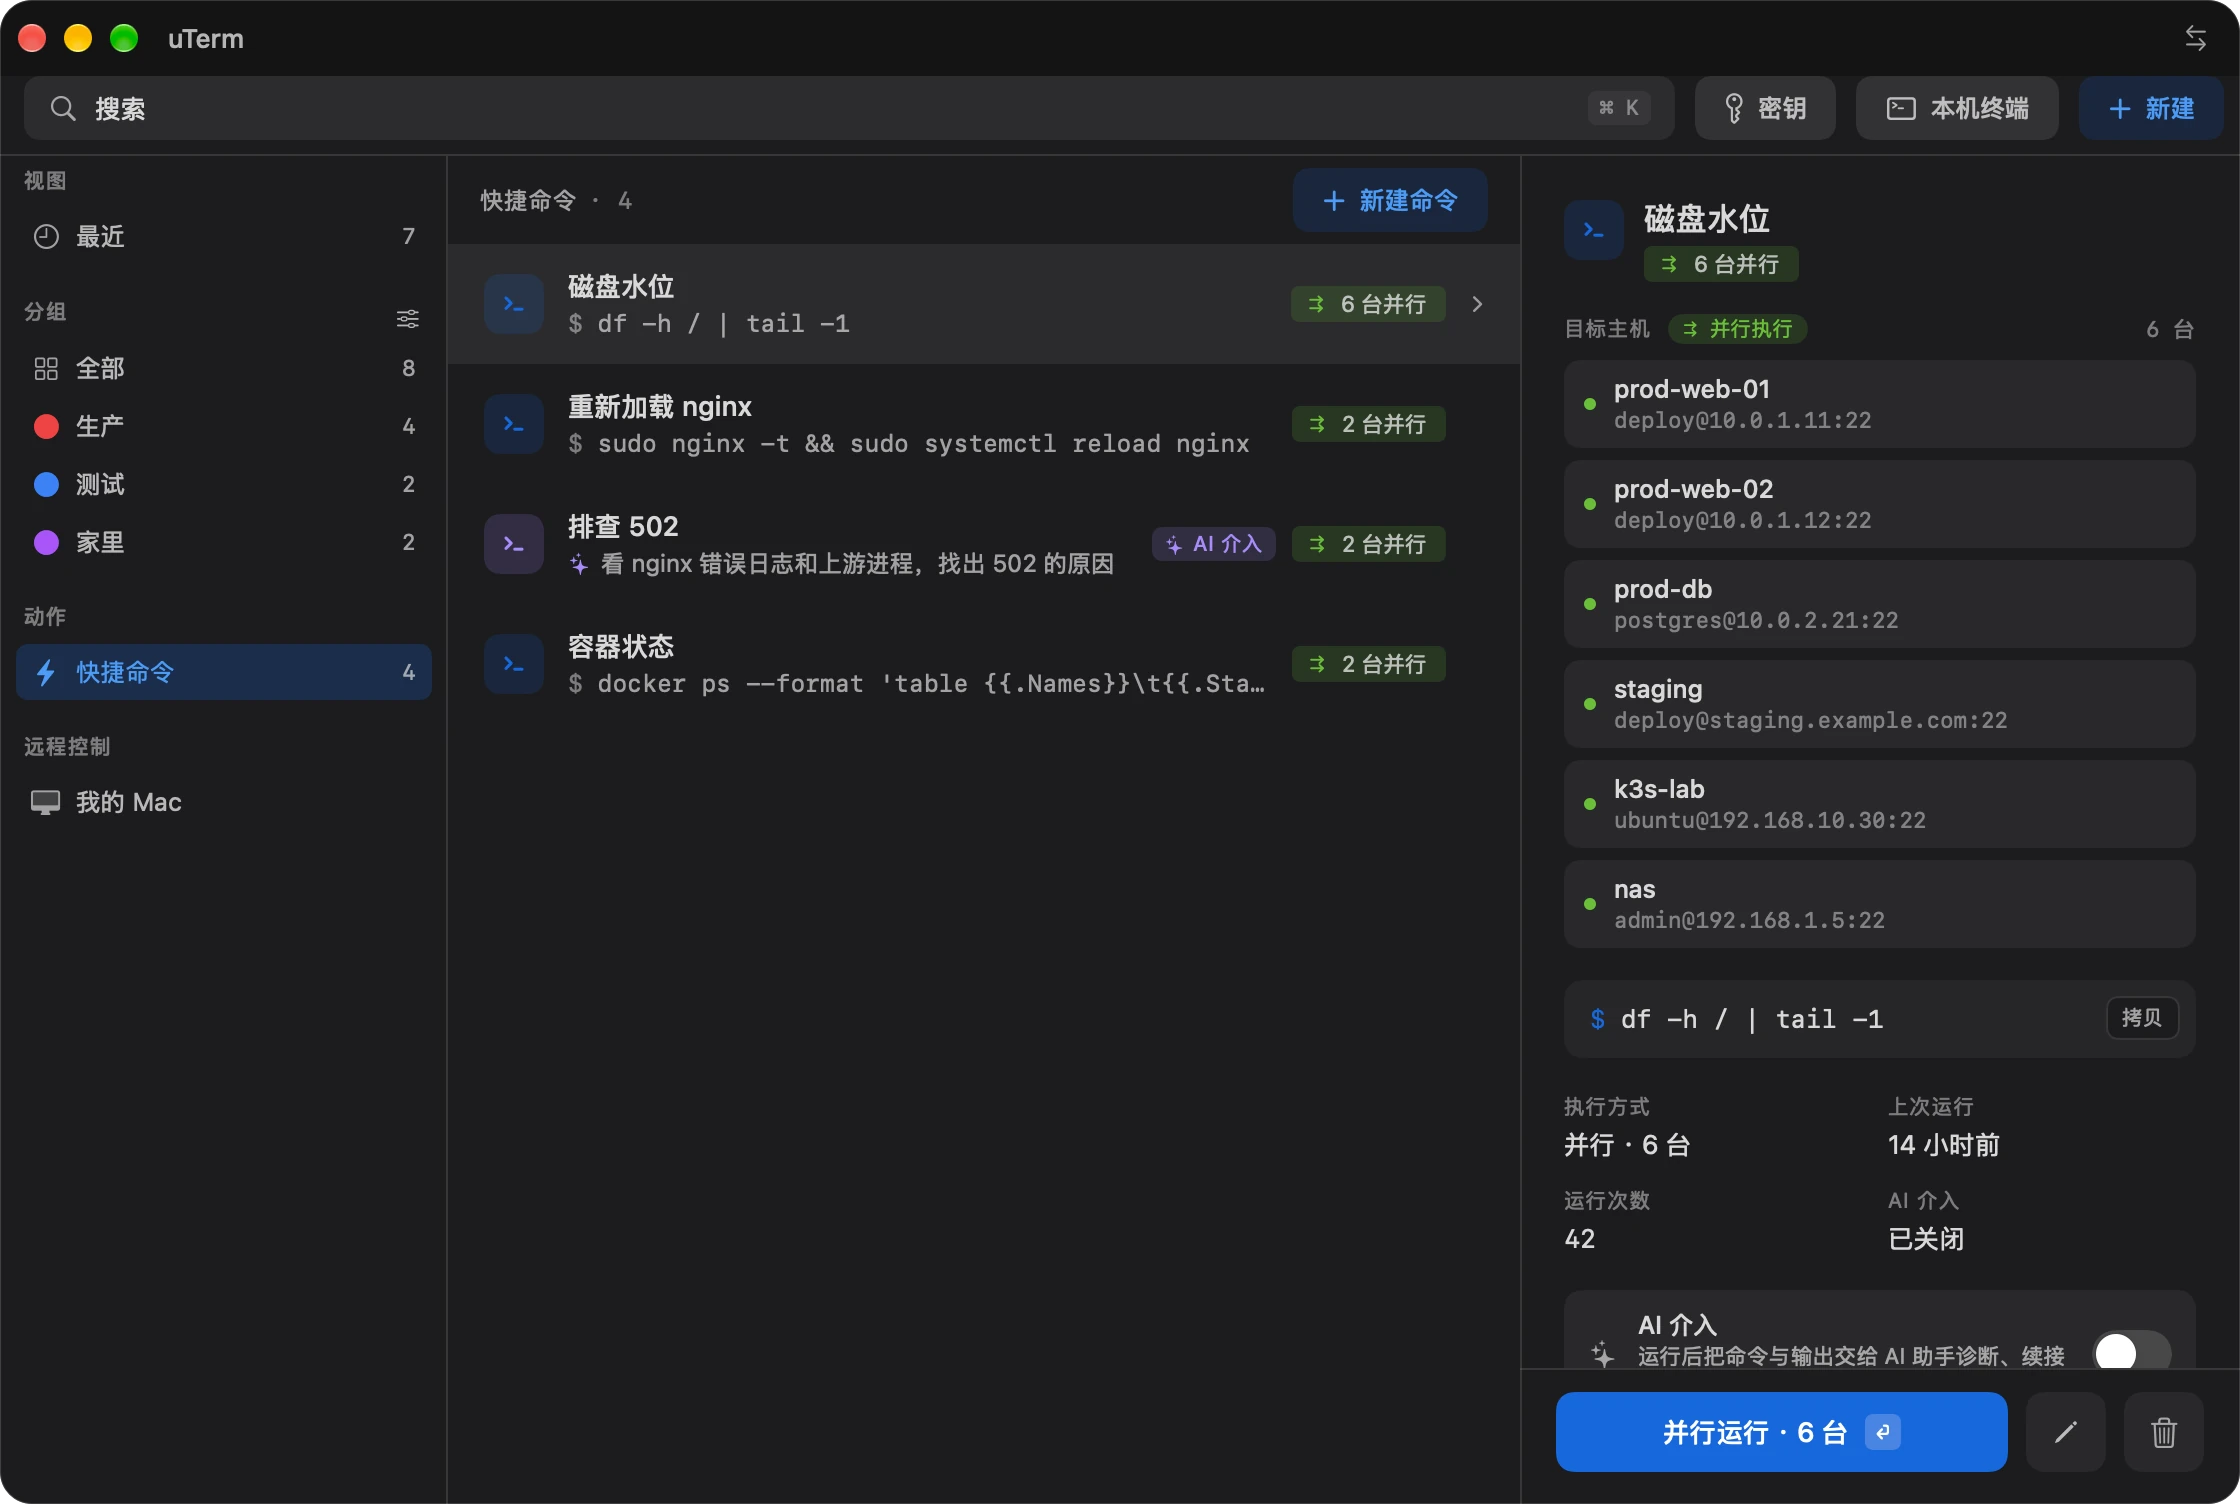 uTerm
搜索
⌘ K
密钥
本机终端
新建
视图
最近
7
分组
全部
8
生产
4
测试
2
家里
2
动作
快捷命令
4
远程控制
我的 Mac
快捷命令 · 4
新建命令
磁盘水位
$ df -h / | tail -1
6 台并行
重新加载 nginx
$ sudo nginx -t && sudo systemctl reload nginx
2 台并行
排查 502
看 nginx 错误日志和上游进程，找出 502 的原因
AI 介入
2 台并行
容器状态
$ docker ps --format 'table {{.Names}}\t{{.Sta…
2 台并行
磁盘水位
6 台并行
目标主机
并行执行
6 台
prod-web-01
deploy@10.0.1.11:22
prod-web-02
deploy@10.0.1.12:22
prod-db
postgres@10.0.2.21:22
staging
deploy@staging.example.com:22
k3s-lab
ubuntu@192.168.10.30:22
nas
admin@192.168.1.5:22
$ df -h / | tail -1
拷贝
执行方式
并行 · 6 台
上次运行
14 小时前
运行次数
42
AI 介入
已关闭
AI 介入
运行后把命令与输出交给 AI 助手诊断、续接
并行运行 · 6 台